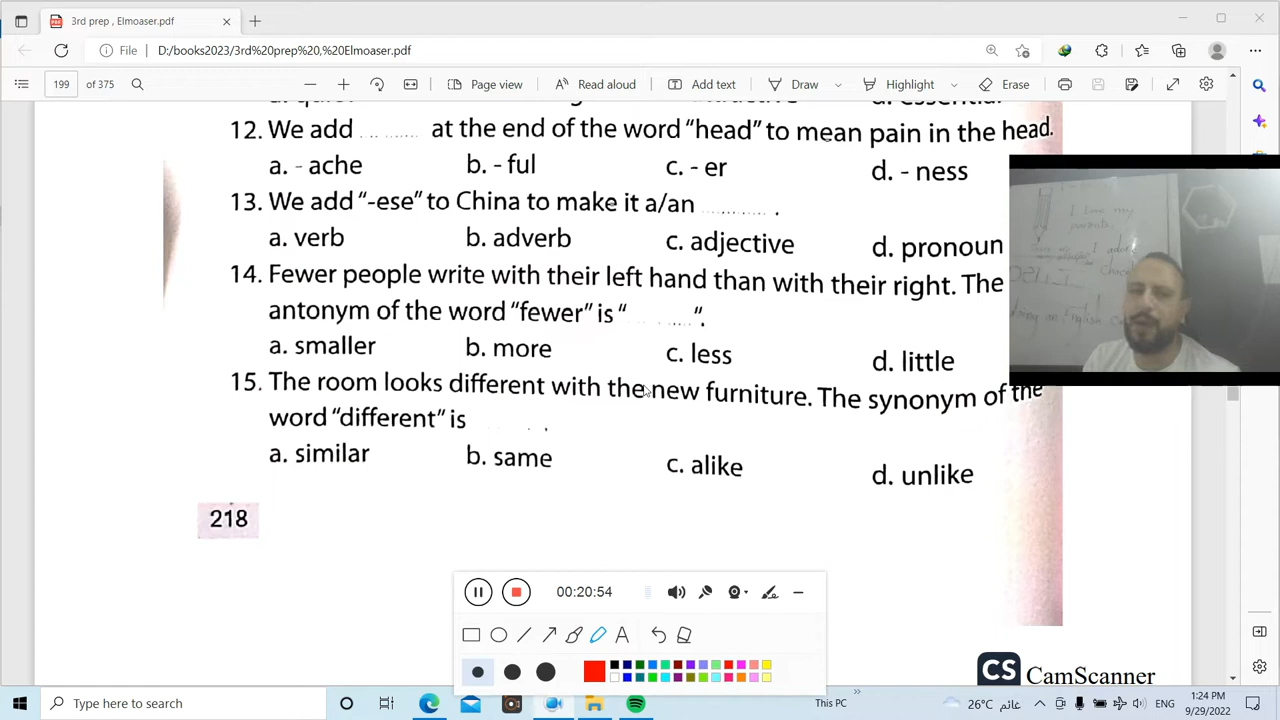 3rd prep , Elmoaser.pdf
File D:/books2023/3rd%20prep%20,%20Elmoaser.pdf
199 of 375 Page view Read aloud Add text Draw Highlight Erase
12. We add ... ........ at the end of the word “head” to mean pain in the head.
a. - ache b. - ful c. - er d. - ness
13. We add “-ese” to China to make it a/an ........... .
a. verb b. adverb c. adjective d. pronoun
14. Fewer people write with their left hand than with their right. The
antonym of the word “fewer” is “ .......... ”.
a. smaller b. more c. less d. little
15. The room looks different with the new furniture. The synonym of the
word “different” is .......... .
a. similar b. same c. alike d. unlike
218
I love my
parents.
00:20:54
A
CS CamScanner
Type here to search This PC 26°C غائم 1:24 PM
9/29/2022